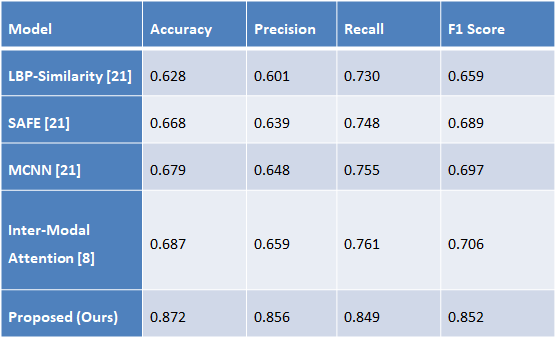 Model Accuracy Precision Recall F1 Score
LBP-Similarity [21] 0.628 0.601 0.730 0.659
SAFE [21] 0.668 0.639 0.748 0.689
MCNN [21] 0.679 0.648 0.755 0.697
Inter-Modal
Attention [8] 0.687 0.659 0.761 0.706
Proposed (Ours) 0.872 0.856 0.849 0.852